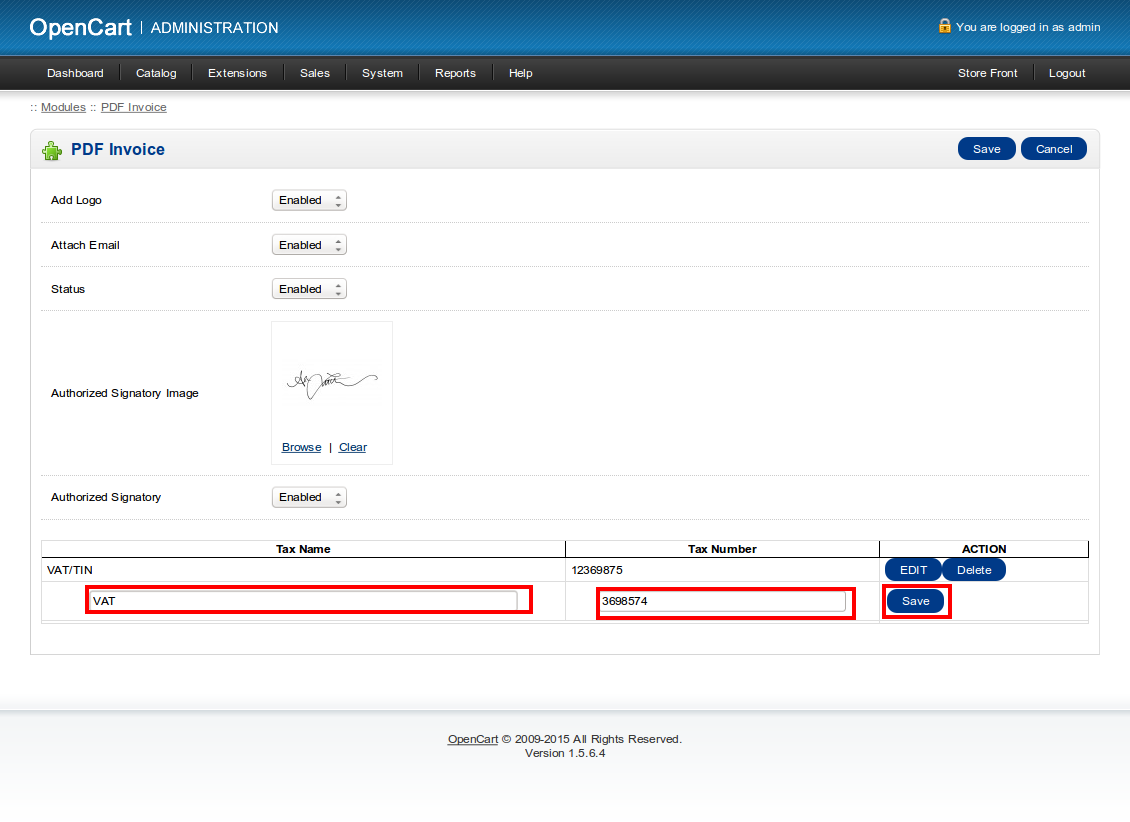 OpenCart | ADMINISTRATION
You are logged in as admin
Dashboard Catalog Extensions Sales System Reports Help Store Front Logout
:: Modules :: PDF Invoice
PDF Invoice Save Cancel
Add Logo Enabled
Attach Email Enabled
Status Enabled
Authorized Signatory Image
Browse | Clear
Authorized Signatory Enabled
Tax Name Tax Number ACTION
VAT/TIN 12369875 EDIT Delete
VAT 3698574 Save
OpenCart © 2009-2015 All Rights Reserved.
Version 1.5.6.4